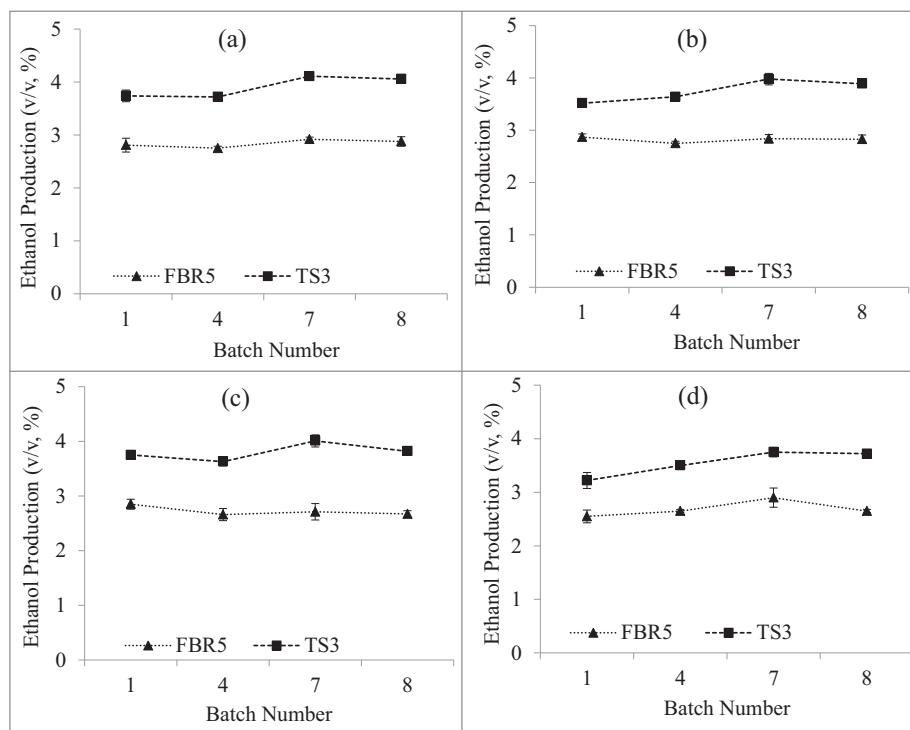 (a)
Ethanol Production (v/v, %)
5
4
3
2
1
0
FBR5 TS3
1 4 7 8
Batch Number
(b)
Ethanol Production (v/v, %)
5
4
3
2
1
0
FBR5 TS3
1 4 7 8
Batch Number
(c)
Ethanol Production (v/v, %)
5
4
3
2
1
0
FBR5 TS3
1 4 7 8
Batch Number
(d)
Ethanol Production (v/v, %)
5
4
3
2
1
0
FBR5 TS3
1 4 7 8
Batch Number